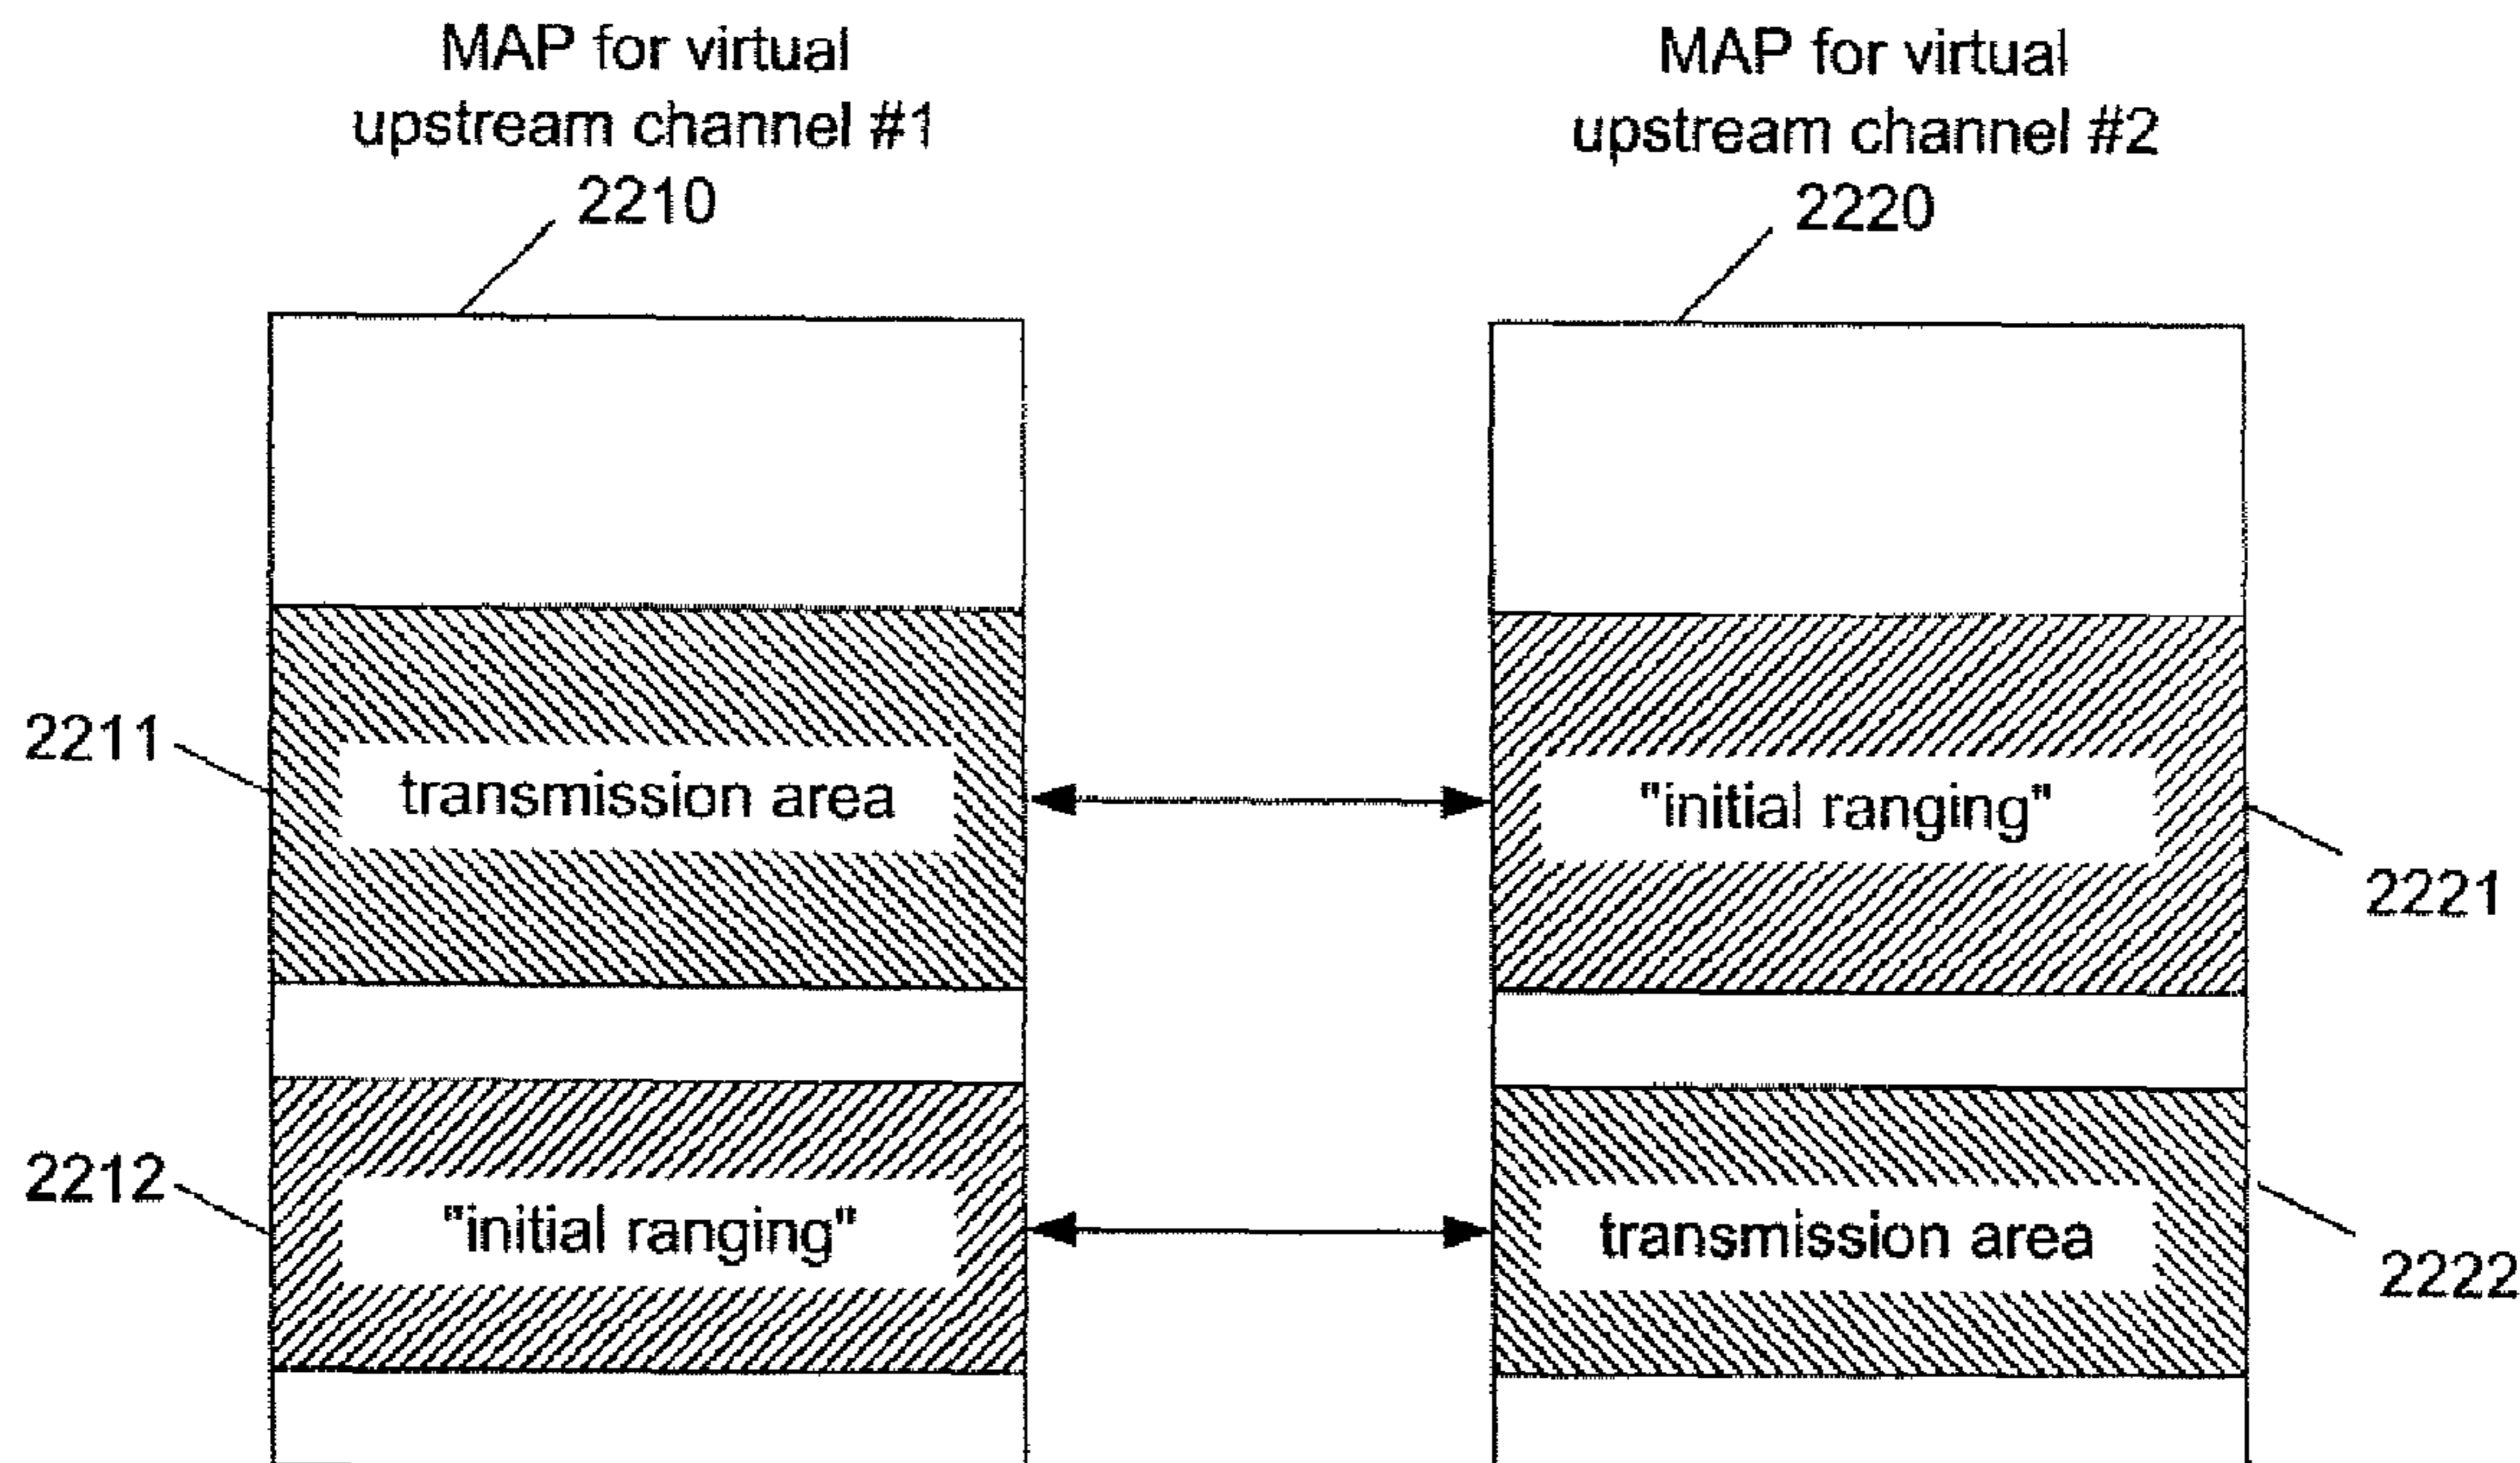 MAP for virtual
upstream channel #1
2210
MAP for virtual
upstream channel #2
2220
2211
transmission area
"initial ranging"
2221
2212
"initial ranging"
transmission area
2222